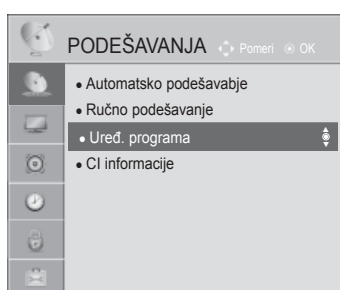 PODEŠAVANJA Pomeri OK
• Automatsko podešavabje
• Ručno podešavanje
• Uređ. programa
• CI informacije